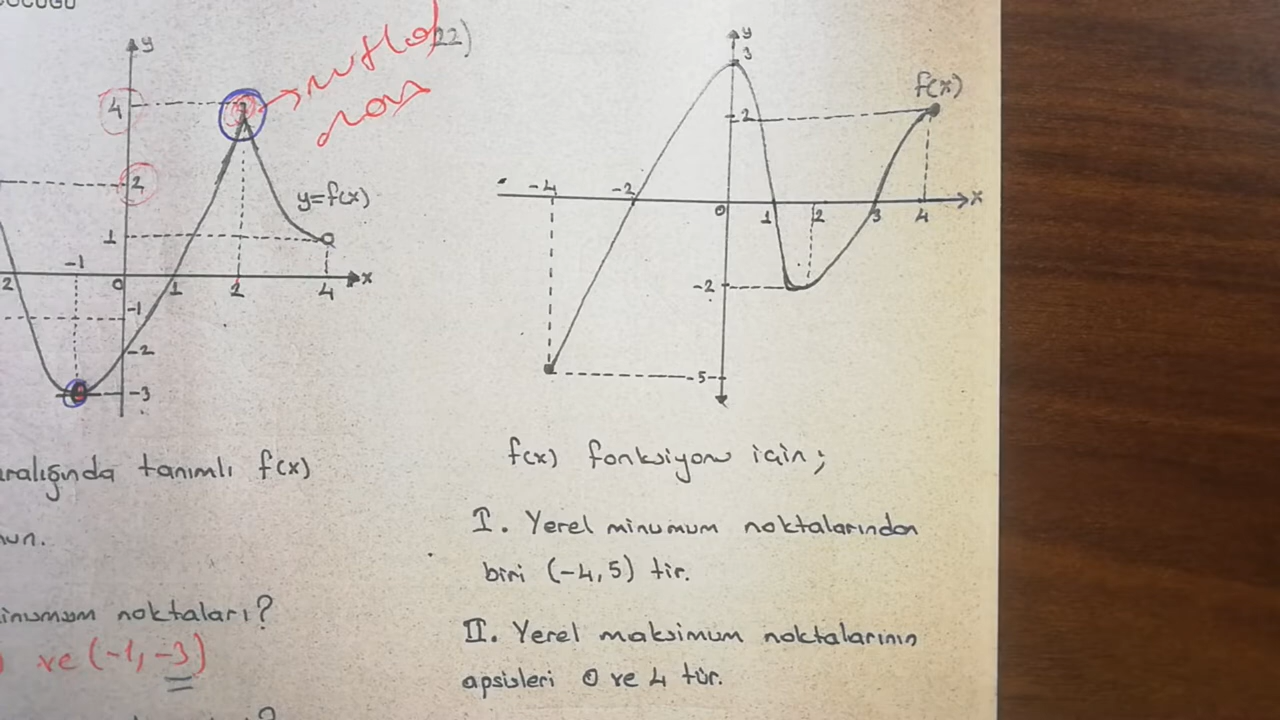 y
4
2
y=f(x)
1
-1
2
0
1
2
4
x
-1
-2
-3
aralığında tanımlı f(x)
noktaları?
ve (-1, -3)
22)
y
3
f(x)
2
-4
-2
0
1
2
3
4
x
-2
-5
f(x) fonksiyonu için;
I. Yerel minumum noktalarından
biri (-4,5) tir.
II. Yerel maksimum noktalarının
apsisleri 0 ve 4 tür.